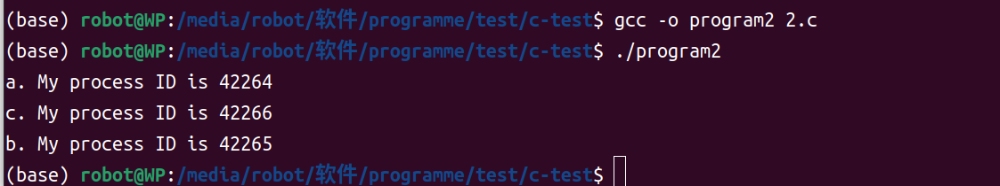 (base) robot@WP:/media/robot/软件/programme/test/c-test$ gcc -o program2 2.c
(base) robot@WP:/media/robot/软件/programme/test/c-test$ ./program2
a. My process ID is 42264
c. My process ID is 42266
b. My process ID is 42265
(base) robot@WP:/media/robot/软件/programme/test/c-test$